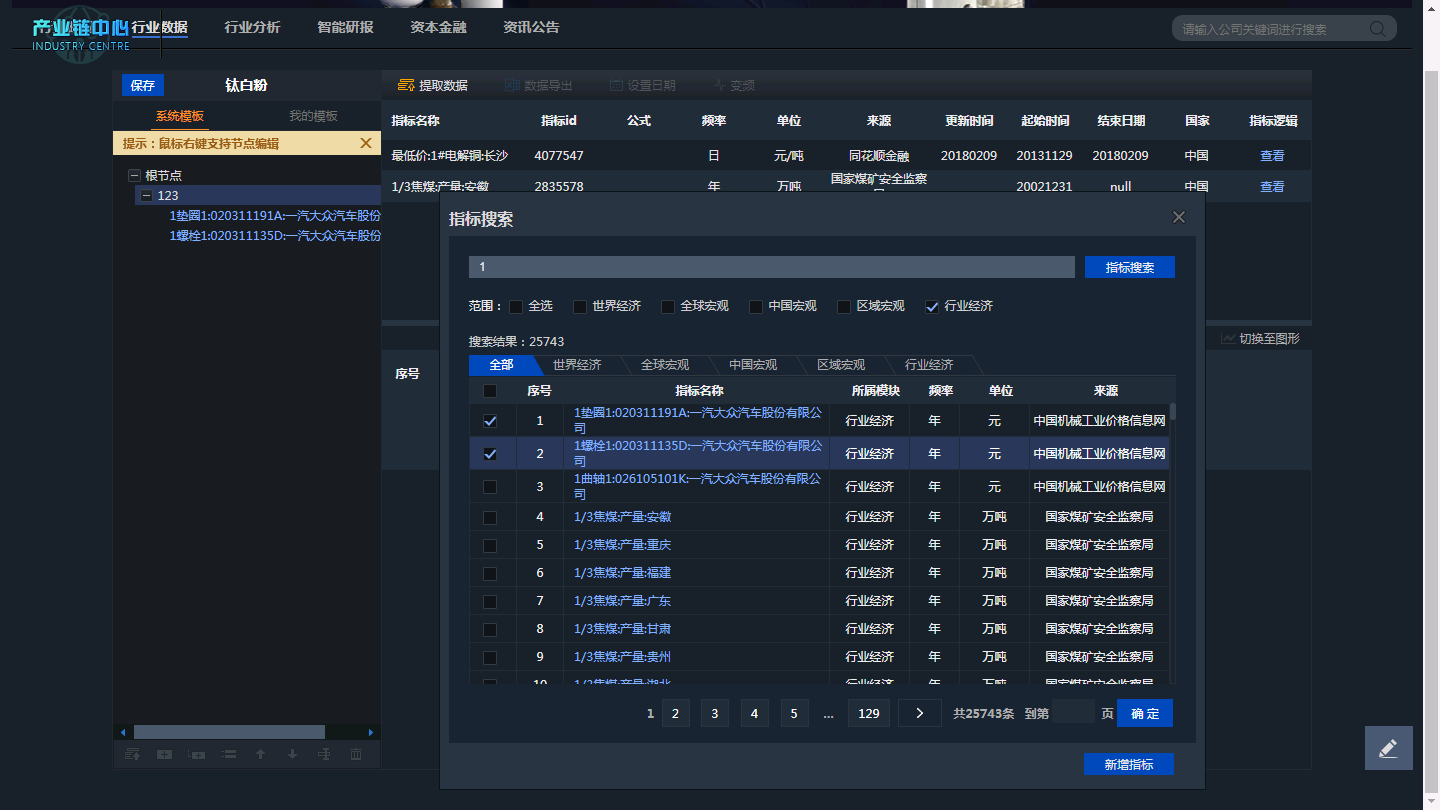 产业链中心
INDUSTRY CENTRE
行业数据
行业分析
智能研报
资本金融
资讯公告
请输入公司关键词进行搜索
保存
钛白粉
提取数据
数据导出
设置日期
变频
系统模板
我的模板
提示：鼠标右键支持节点编辑
根节点
123
1垫圈1:020311191A:一汽大众汽车股份
1螺栓1:020311135D:一汽大众汽车股份
指标名称 指标id 公式 频率 单位 来源 更新时间 起始时间 结束日期 国家 指标逻辑
最低价:1#电解铜:长沙 4077547 日 元/吨 同花顺金融 20180209 20131129 20180209 中国 查看
1/3焦煤:产量:安徽 2835578 年 万吨 国家煤矿安全监察 20021231 null 中国 查看
切换至图形
序号
指标搜索
1
指标搜索
范围： 全选 世界经济 全球宏观 中国宏观 区域宏观 行业经济
搜索结果：25743
全部 世界经济 全球宏观 中国宏观 区域宏观 行业经济
序号 指标名称 所属模块 频率 单位 来源
1 1垫圈1:020311191A:一汽大众汽车股份有限公司 行业经济 年 元 中国机械工业价格信息网
2 1螺栓1:020311135D:一汽大众汽车股份有限公司 行业经济 年 元 中国机械工业价格信息网
3 1曲轴1:026105101K:一汽大众汽车股份有限公司 行业经济 年 元 中国机械工业价格信息网
4 1/3焦煤:产量:安徽 行业经济 年 万吨 国家煤矿安全监察局
5 1/3焦煤:产量:重庆 行业经济 年 万吨 国家煤矿安全监察局
6 1/3焦煤:产量:福建 行业经济 年 万吨 国家煤矿安全监察局
7 1/3焦煤:产量:广东 行业经济 年 万吨 国家煤矿安全监察局
8 1/3焦煤:产量:甘肃 行业经济 年 万吨 国家煤矿安全监察局
9 1/3焦煤:产量:贵州 行业经济 年 万吨 国家煤矿安全监察局
10 1/3焦煤:产量:湖北 行业经济 年 万吨 国家煤矿安全监察局
1 2 3 4 5 ... 129 > 共25743条 到第 页 确 定
新增指标